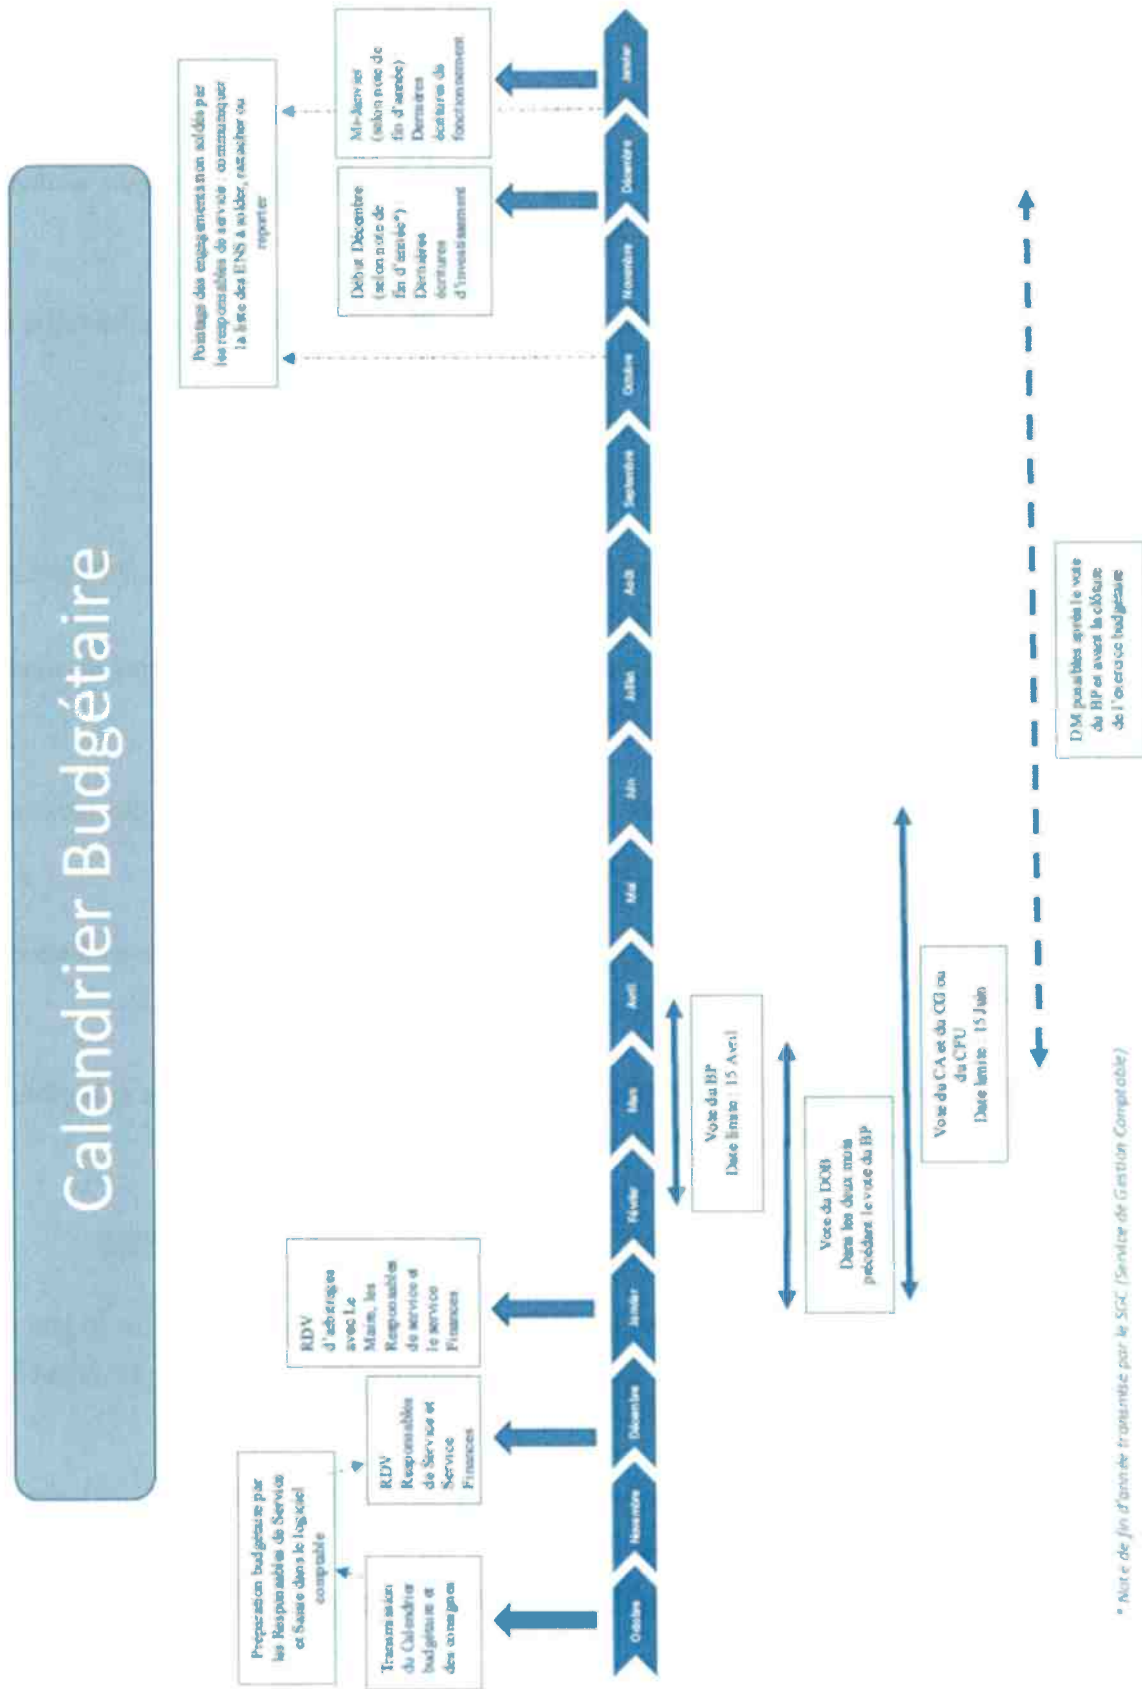 Calendrier Budgétaire
Préparation budgétaire par
les Responsables de Service
et Saisie dans le logiciel
comptable
Transmission
du Calendrier
budgétaire et
des consignes
RDV
Responsables
de Service et
Service
Finances
RDV
d'arbitrages
avec Le
Maire, les
Responsables
de service et
le service
Finances
Pointage des engagements non soldés par
les responsables de service : communiquer
la liste des ENS à solder, rattacher ou
reporter
Début Décembre
(selon note de
fin d'année*) :
Dernières
écritures
d'investissement
Mi-Janvier
(selon note de
fin d'année) :
Dernières
écritures de
fonctionnement
Octobre
Novembre
Décembre
Janvier
Février
Mars
Avril
Mai
Juin
Juillet
Août
Septembre
Octobre
Novembre
Décembre
Janvier
Vote du BP
Date limite : 15 Avril
Vote du DOB
Dans les deux mois
précédant le vote du BP
Vote du CA et du CG ou
du CFU
Date limite : 15 Juin
DM possibles après le vote
du BP et avant la clôture
de l'exercice budgétaire
* Note de fin d'année transmise par le SGC (Service de Gestion Comptable)